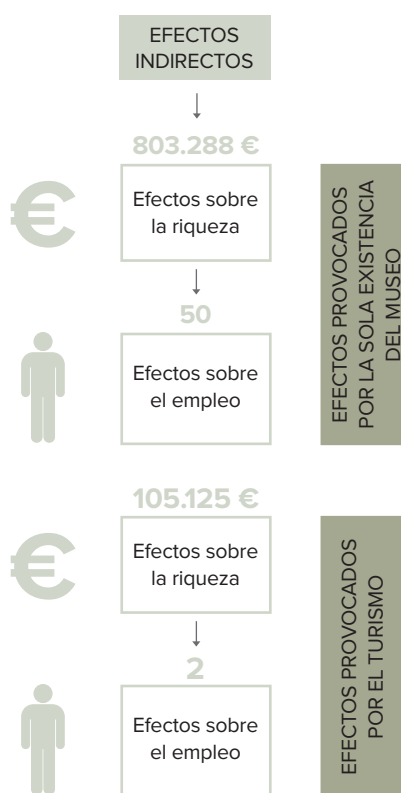 EFECTOS
INDIRECTOS
803.288 €
€
Efectos sobre
la riqueza
50
Efectos sobre
el empleo
EFECTOS PROVOCADOS
POR LA SOLA EXISTENCIA
DEL MUSEO
105.125 €
€
Efectos sobre
la riqueza
2
Efectos sobre
el empleo
EFECTOS PROVOCADOS
POR EL TURISMO